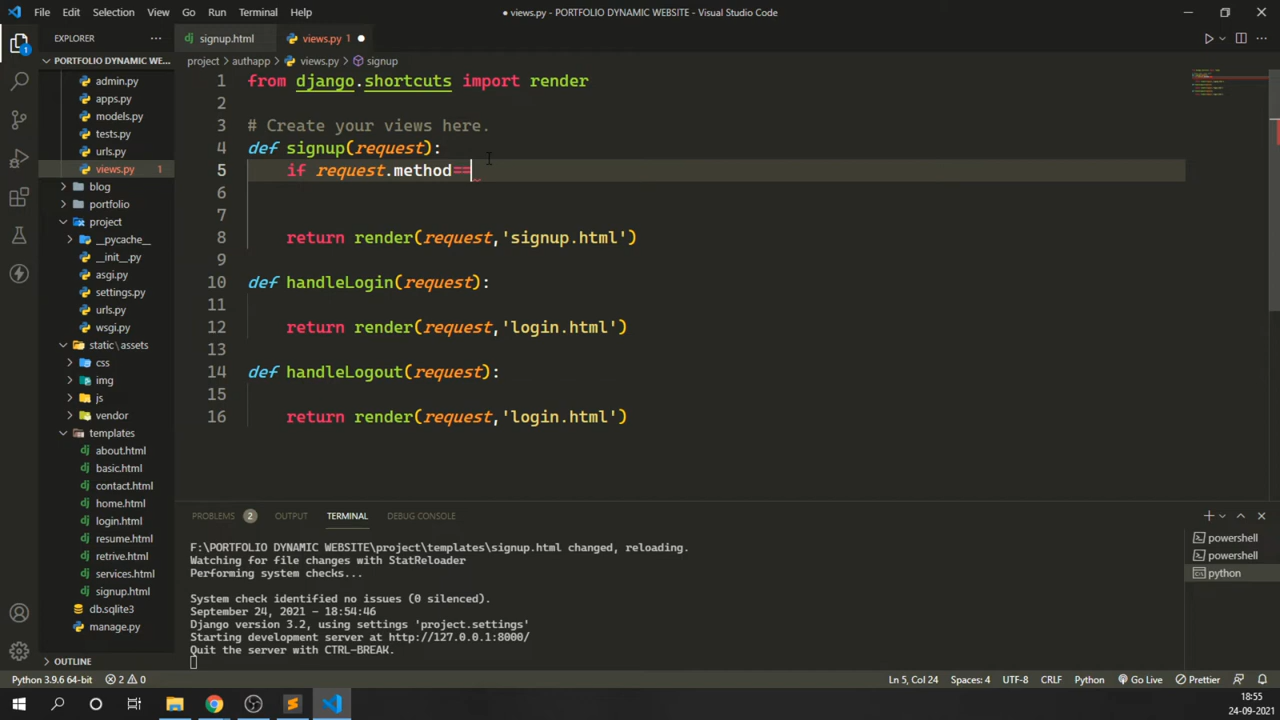 File Edit Selection View Go Run Terminal Help
● views.py - PORTFOLIO DYNAMIC WEBSITE - Visual Studio Code
EXPLORER
signup.html
views.py 1
PORTFOLIO DYNAMIC WE...
project > authapp > views.py > signup
admin.py
apps.py
models.py
tests.py
urls.py
views.py 1
blog
portfolio
project
__pycache__
__init__.py
asgi.py
settings.py
urls.py
wsgi.py
static\assets
css
img
js
vendor
templates
about.html
basic.html
contact.html
home.html
login.html
resume.html
retrive.html
services.html
signup.html
db.sqlite3
manage.py
OUTLINE
1 from django.shortcuts import render
2
3 # Create your views here.
4 def signup(request):
5 if request.method==
6
7
8 return render(request,'signup.html')
9
10 def handleLogin(request):
11
12 return render(request,'login.html')
13
14 def handleLogout(request):
15
16 return render(request,'login.html')
PROBLEMS 2 OUTPUT TERMINAL DEBUG CONSOLE
F:\PORTFOLIO DYNAMIC WEBSITE\project\templates\signup.html changed, reloading.
Watching for file changes with StatReloader
Performing system checks...
System check identified no issues (0 silenced).
September 24, 2021 - 18:54:46
Django version 3.2, using settings 'project.settings'
Starting development server at http://127.0.0.1:8000/
Quit the server with CTRL-BREAK.
powershell
powershell
python
Python 3.9.6 64-bit 2 0
Ln 5, Col 24 Spaces: 4 UTF-8 CRLF Python Go Live Prettier
18:55
24-09-2021